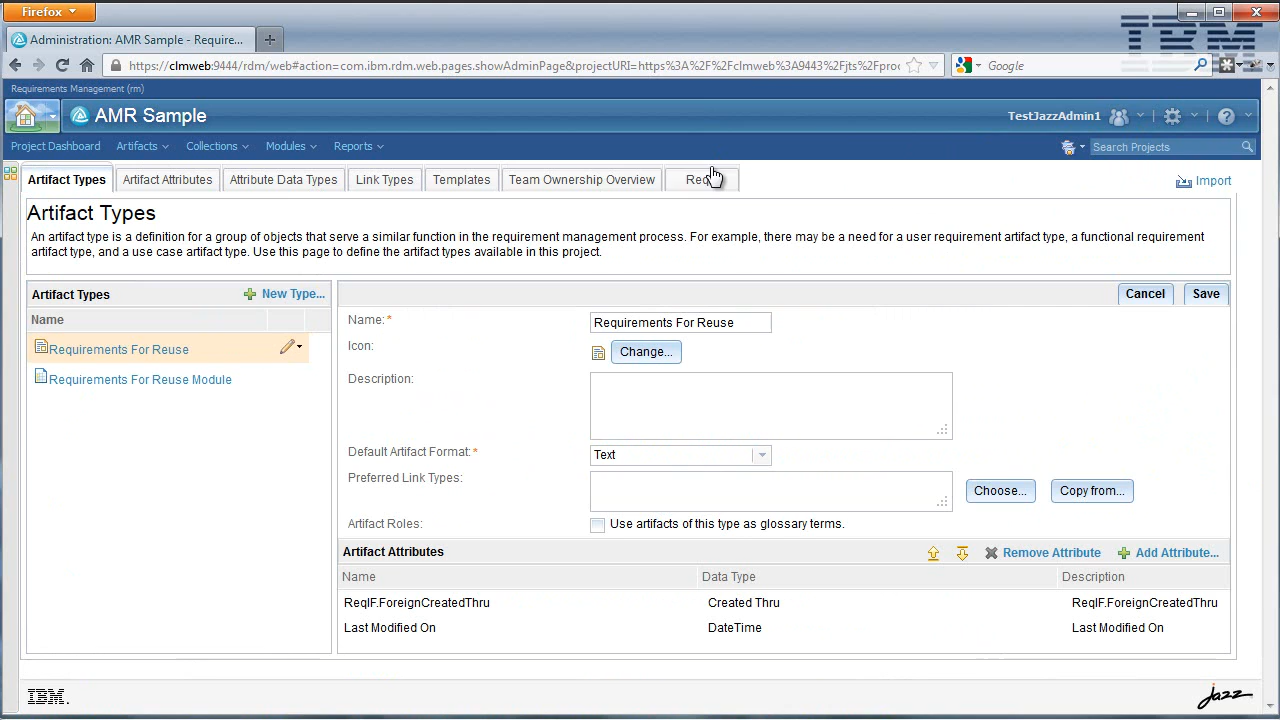 Firefox
Administration: AMR Sample - Require...
IBM
https://clmweb:9444/rdm/web#action=com.ibm.rdm.web.pages.showArtifactTypePage&projectURI=https%3A%2F%2Fclmweb%3A9443%2Fjts%2Fproc
Google
Requirements Management (rm)
AMR Sample
TestJazzAdmin1
Project Dashboard Artifacts Collections Modules Reports
Search Projects
Artifact Types Artifact Attributes Attribute Data Types Link Types Templates Team Ownership Overview
Import
Artifact Types
An artifact type is a definition for a group of objects that serve a similar function in the requirement management process. For example, there may be a need for a user requirement artifact type, a functional requirement
artifact type, and a use case artifact type. Use this page to define the artifact types available in this project.
Artifact Types New Type...
Cancel Save
Name
Requirements For Reuse
Requirements For Reuse Module
Name:* Requirements For Reuse
Icon: Change...
Description:
Default Artifact Format:* Text
Preferred Link Types: Choose... Copy from...
Artifact Roles: Use artifacts of this type as glossary terms.
Artifact Attributes Remove Attribute Add Attribute...
Name Data Type Description
ReqIF.ForeignCreatedThru Created Thru ReqIF.ForeignCreatedThru
Last Modified On DateTime Last Modified On
IBM.
jazz